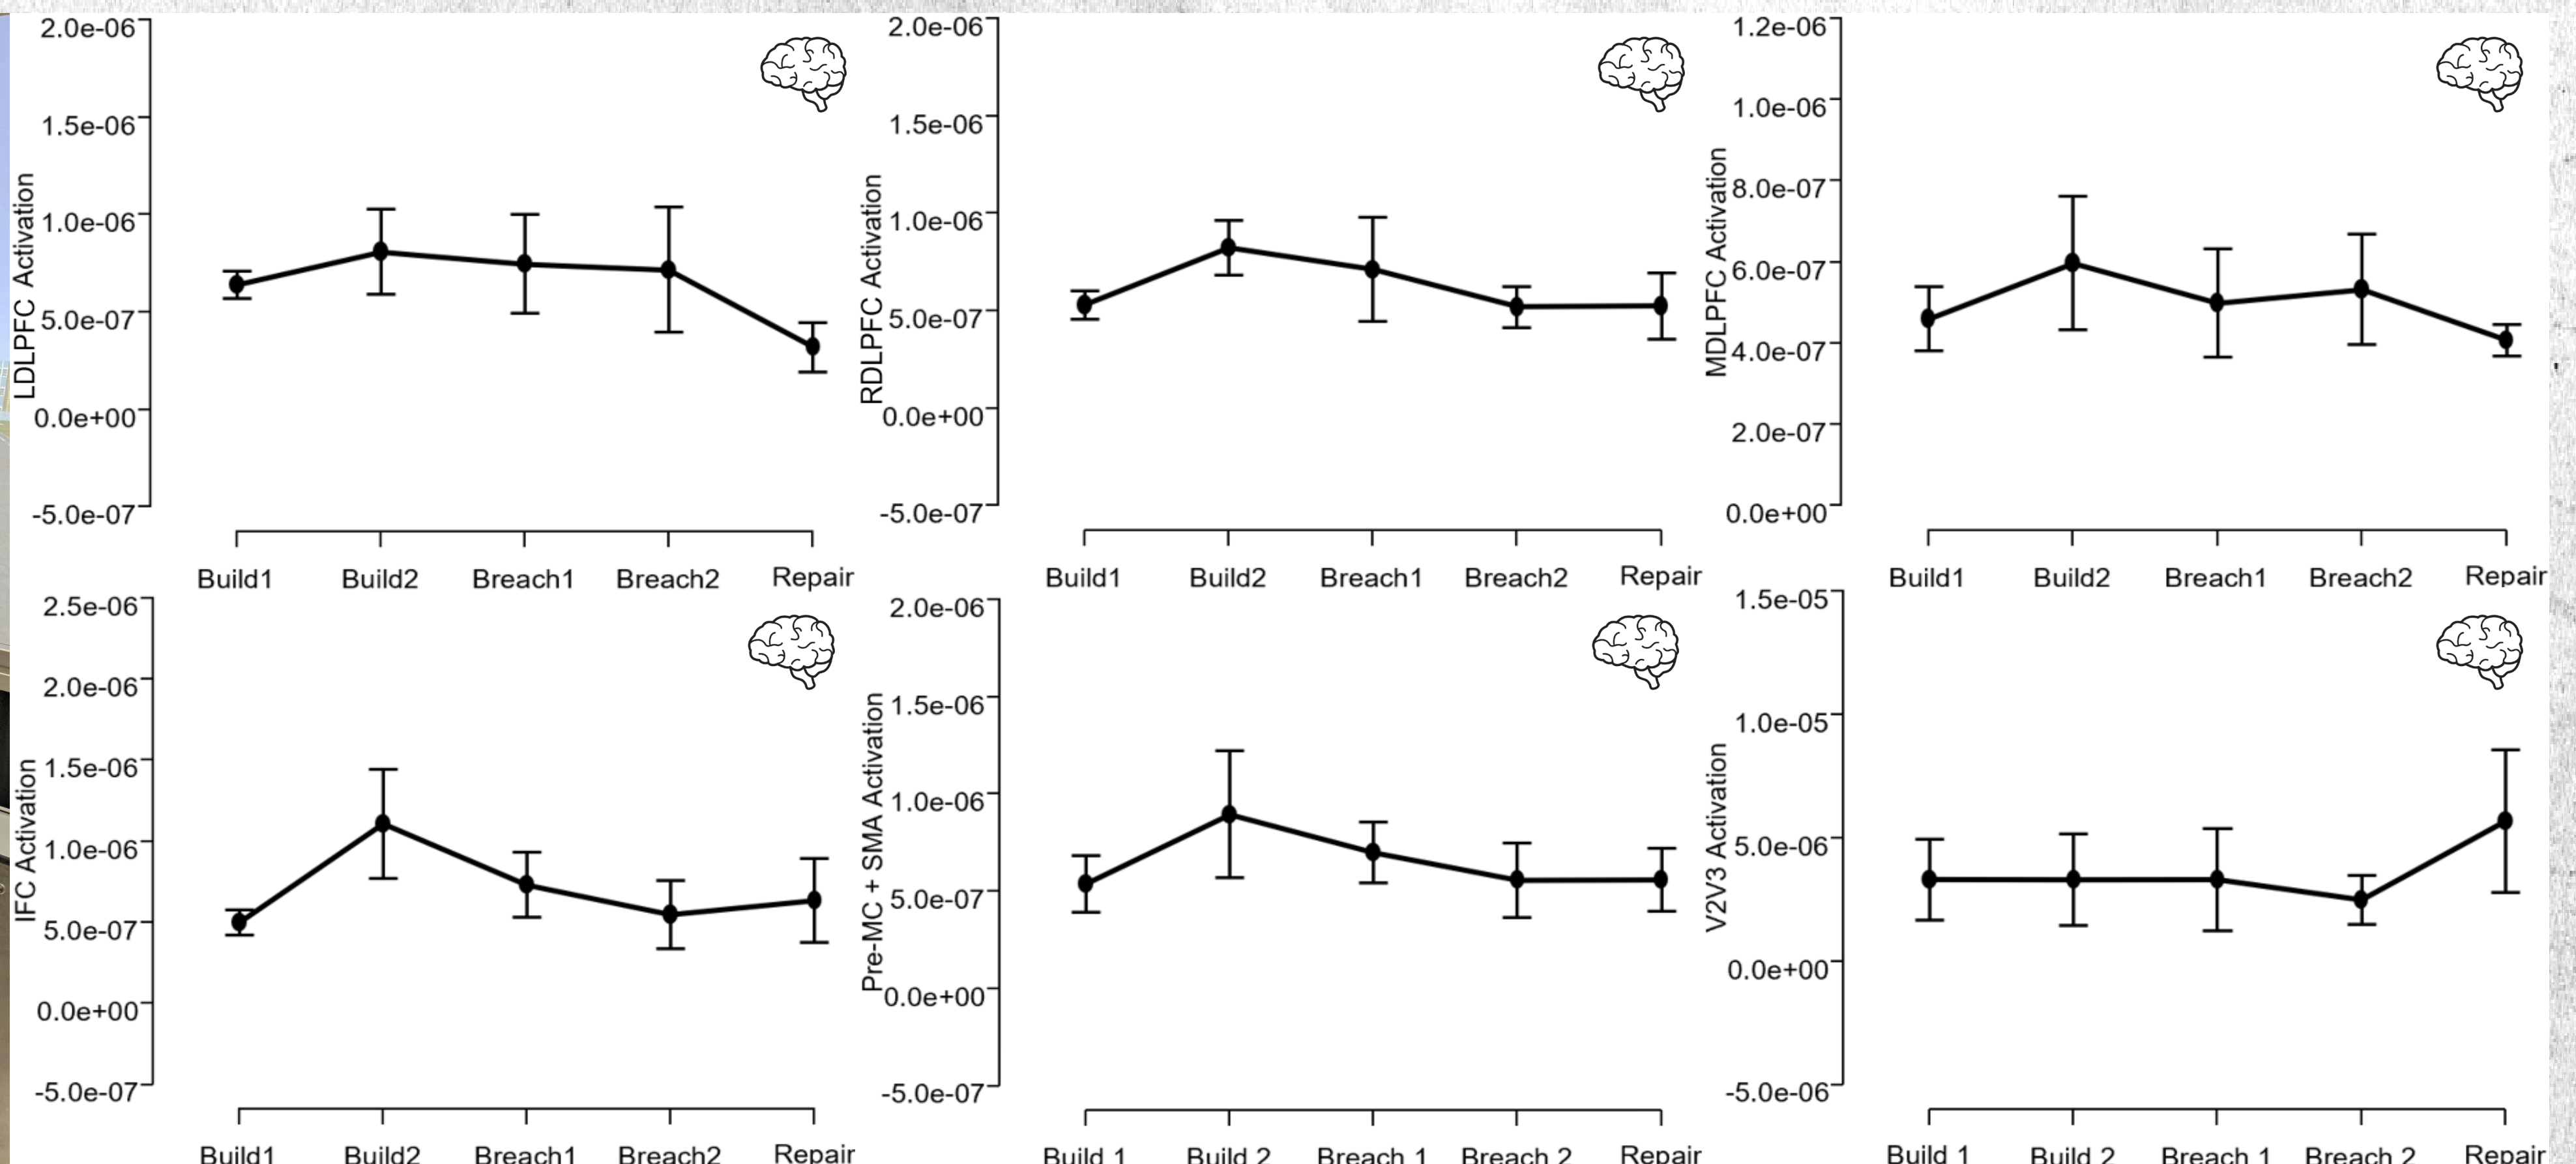 2.0e-06
1.5e-06
1.0e-06
5.0e-07
0.0e+00
-5.0e-07
LDLPFC Activation
Build1 Build2 Breach1 Breach2 Repair
2.0e-06
1.5e-06
1.0e-06
5.0e-07
0.0e+00
-5.0e-07
RDLPFC Activation
Build1 Build2 Breach1 Breach2 Repair
1.2e-06
1.0e-06
8.0e-07
6.0e-07
4.0e-07
2.0e-07
0.0e+00
MDLPFC Activation
Build1 Build2 Breach1 Breach2 Repair
2.5e-06
2.0e-06
1.5e-06
1.0e-06
5.0e-07
0.0e+00
-5.0e-07
IFC Activation
Build1 Build2 Breach1 Breach2 Repair
2.0e-06
1.5e-06
1.0e-06
5.0e-07
0.0e+00
-5.0e-07
Pre-MC + SMA Activation
Build 1 Build 2 Breach 1 Breach 2 Repair
1.5e-05
1.0e-05
5.0e-06
0.0e+00
-5.0e-06
V2V3 Activation
Build 1 Build 2 Breach 1 Breach 2 Repair